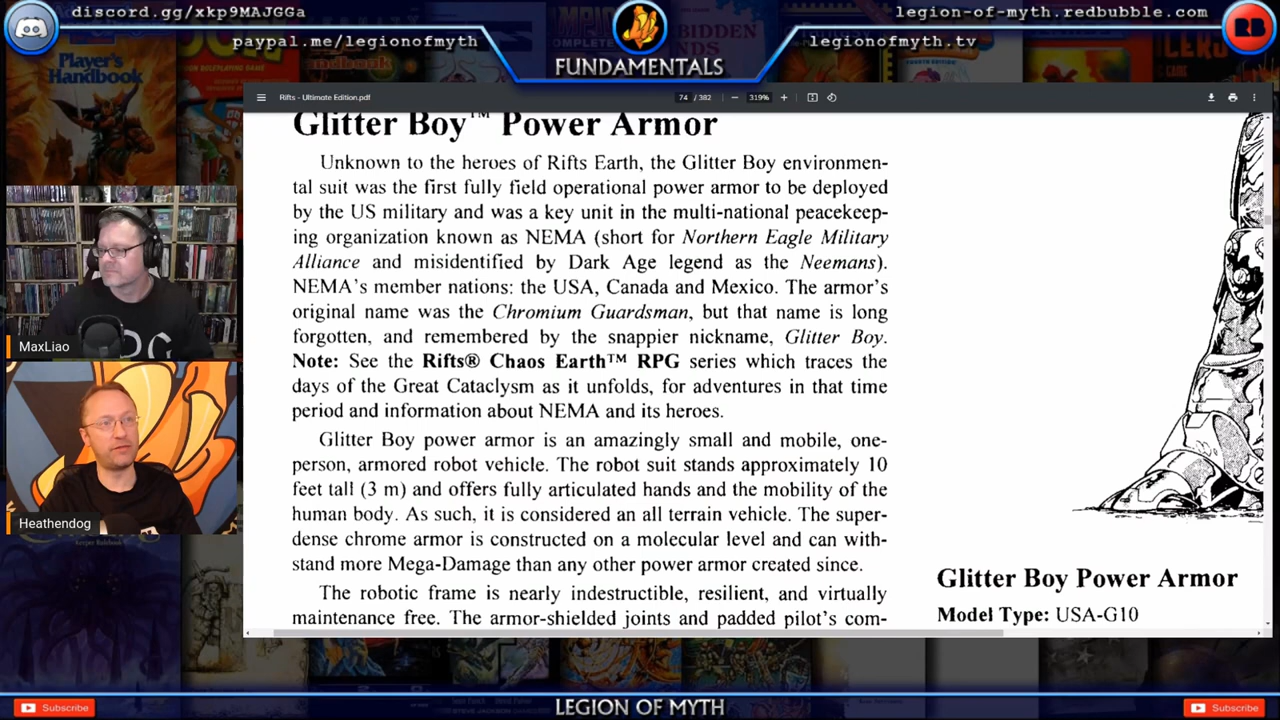 discord.gg/xkp9MAJGGa
paypal.me/legionofmyth
FUNDAMENTALS
legion-of-myth.redbubble.com
legionofmyth.tv
RB
Player's
Handbook
Rifts - Ultimate Edition.pdf
74 / 382
319%
Glitter Boy™ Power Armor
Unknown to the heroes of Rifts Earth, the Glitter Boy environmen-
tal suit was the first fully field operational power armor to be deployed
by the US military and was a key unit in the multi-national peacekeep-
ing organization known as NEMA (short for Northern Eagle Military
Alliance and misidentified by Dark Age legend as the Neemans).
NEMA's member nations: the USA, Canada and Mexico. The armor's
original name was the Chromium Guardsman, but that name is long
forgotten, and remembered by the snappier nickname, Glitter Boy.
Note: See the Rifts® Chaos Earth™ RPG series which traces the
days of the Great Cataclysm as it unfolds, for adventures in that time
period and information about NEMA and its heroes.
Glitter Boy power armor is an amazingly small and mobile, one-
person, armored robot vehicle. The robot suit stands approximately 10
feet tall (3 m) and offers fully articulated hands and the mobility of the
human body. As such, it is considered an all terrain vehicle. The super-
dense chrome armor is constructed on a molecular level and can with-
stand more Mega-Damage than any other power armor created since.
The robotic frame is nearly indestructible, resilient, and virtually
maintenance free. The armor-shielded joints and padded pilot's com-
Glitter Boy Power Armor
Model Type: USA-G10
MaxLiao
Heathendog
Subscribe
LEGION OF MYTH
Subscribe